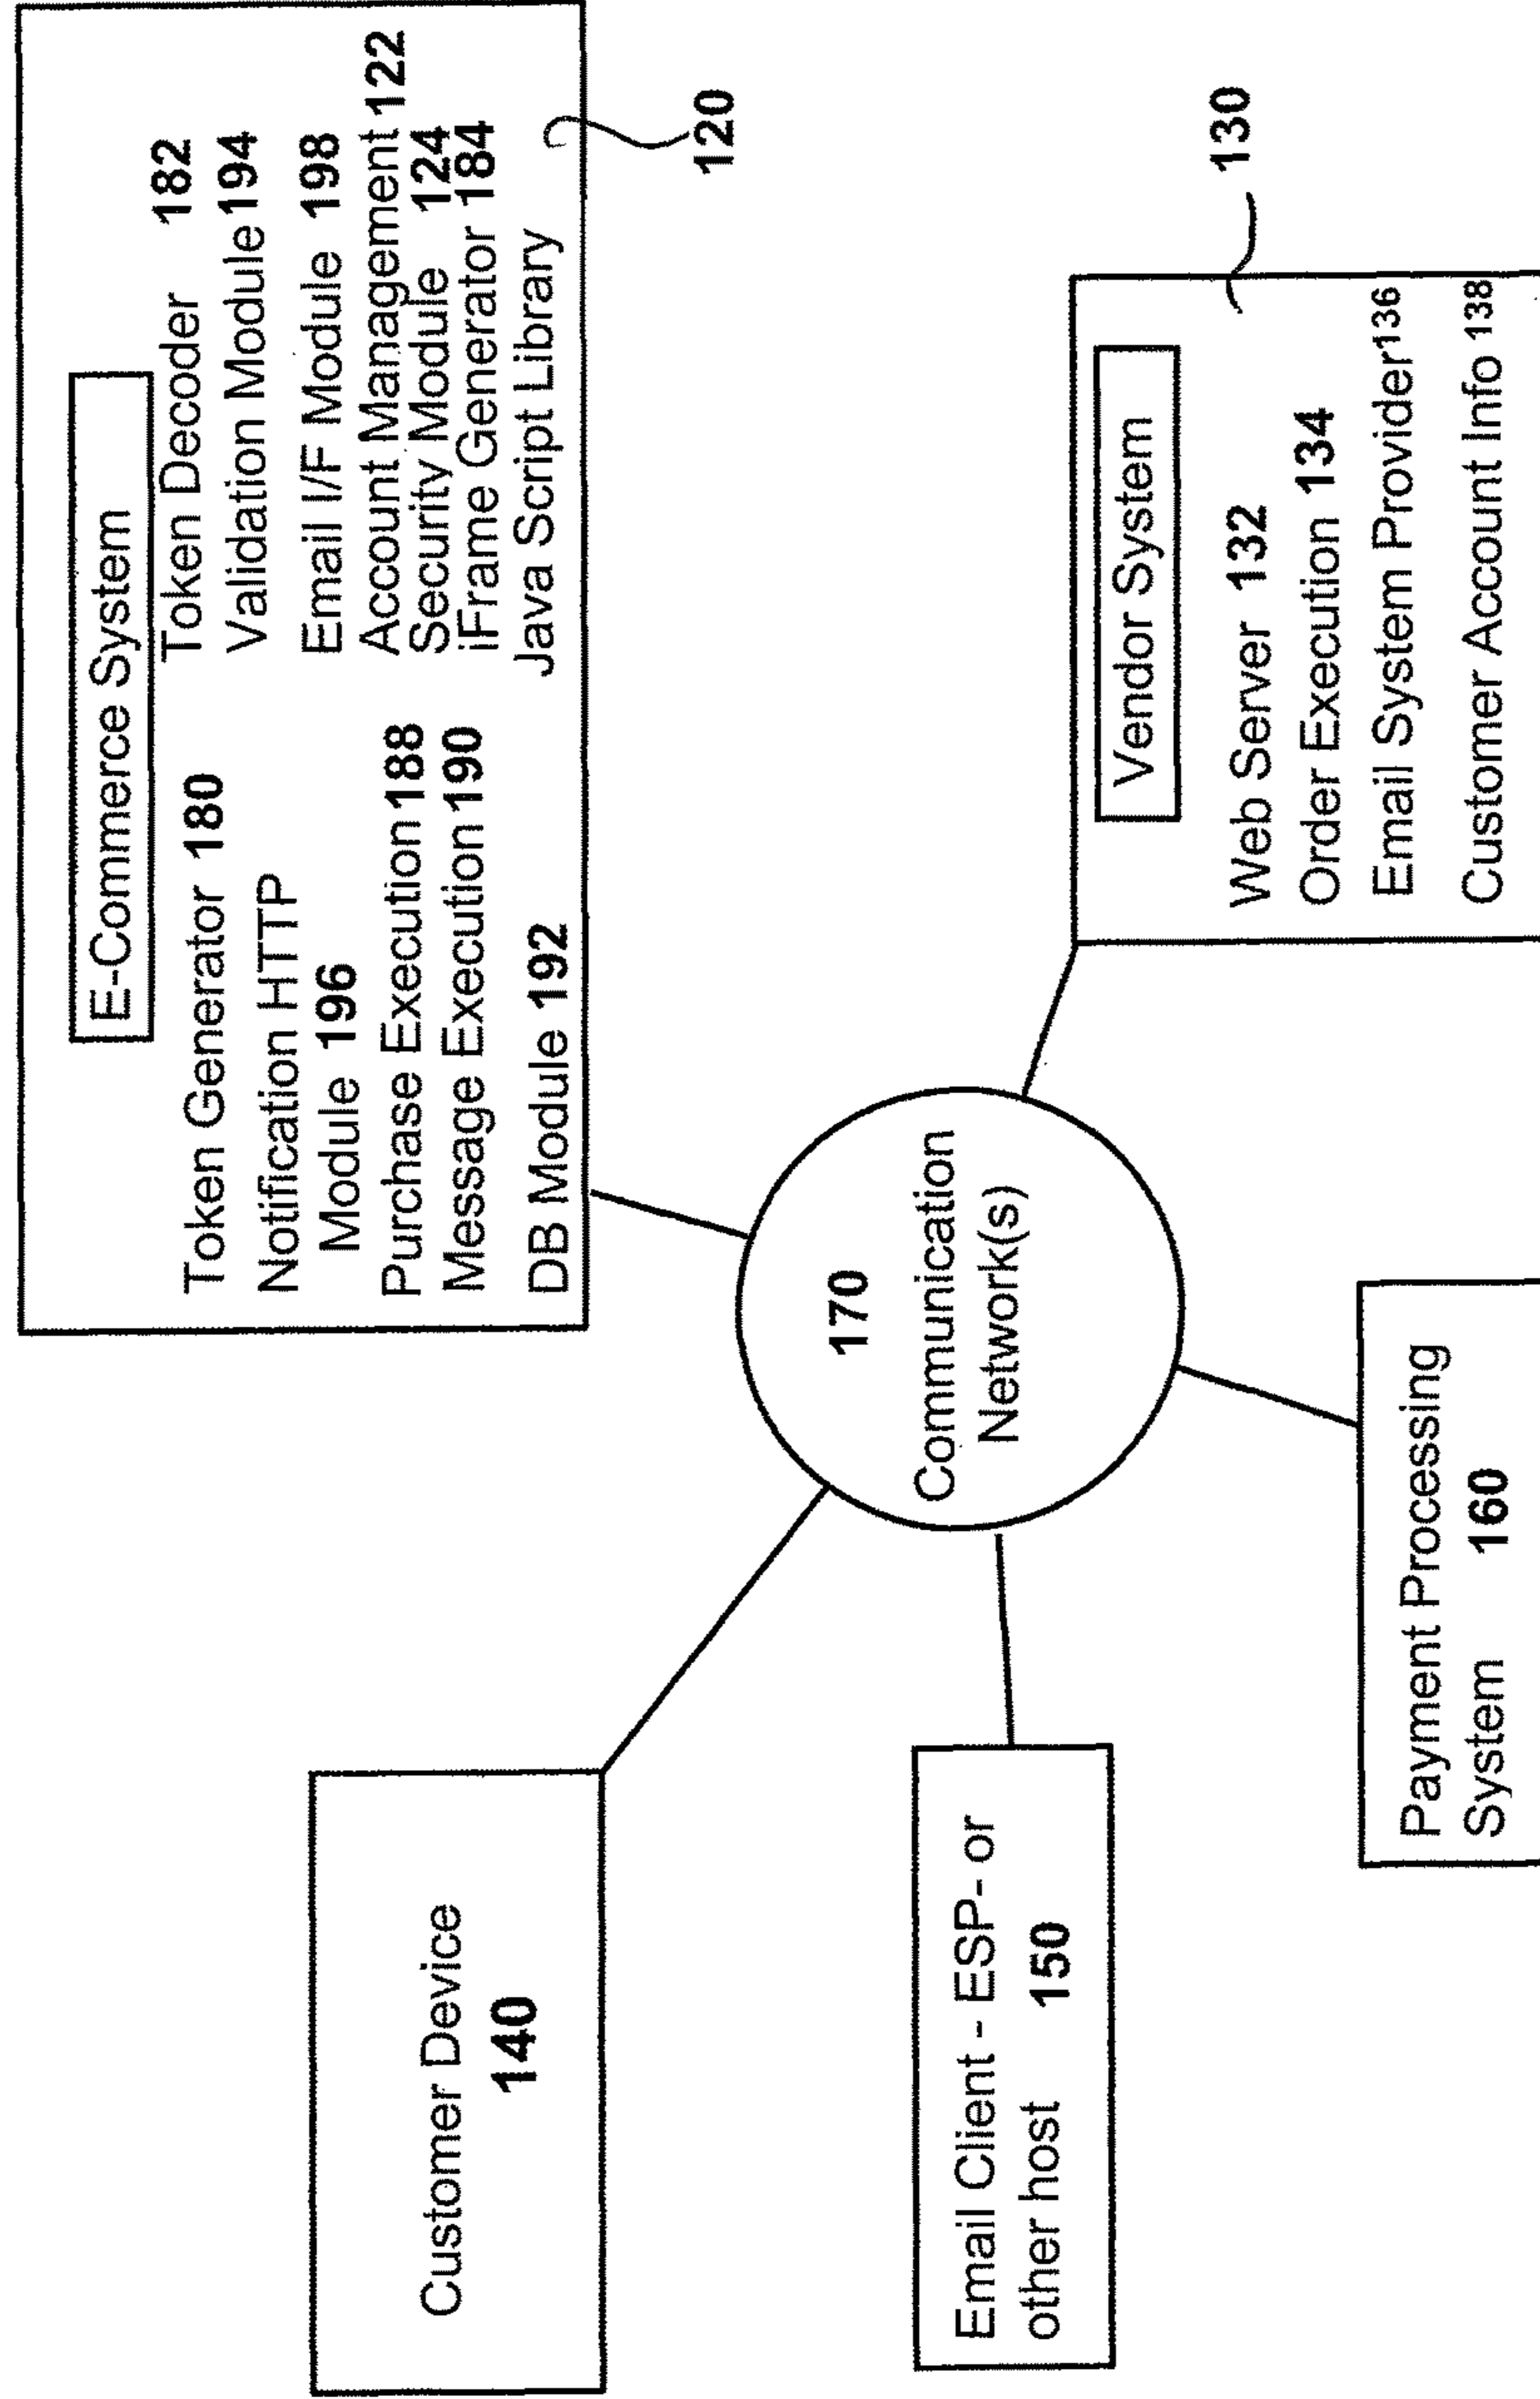 E-Commerce System
Token Generator 180
Notification HTTP
Module 196
Purchase Execution 188
Message Execution 190
DB Module 192
Token Decoder 182
Validation Module 194
Email I/F Module 198
Account Management 122
Security Module 124
iFrame Generator 184
Java Script Library
120
Customer Device
140
170
Communication
Network(s)
Email Client - ESP- or
other host 150
Payment Processing
System 160
Vendor System
Web Server 132
Order Execution 134
Email System Provider 136
Customer Account Info 138
130